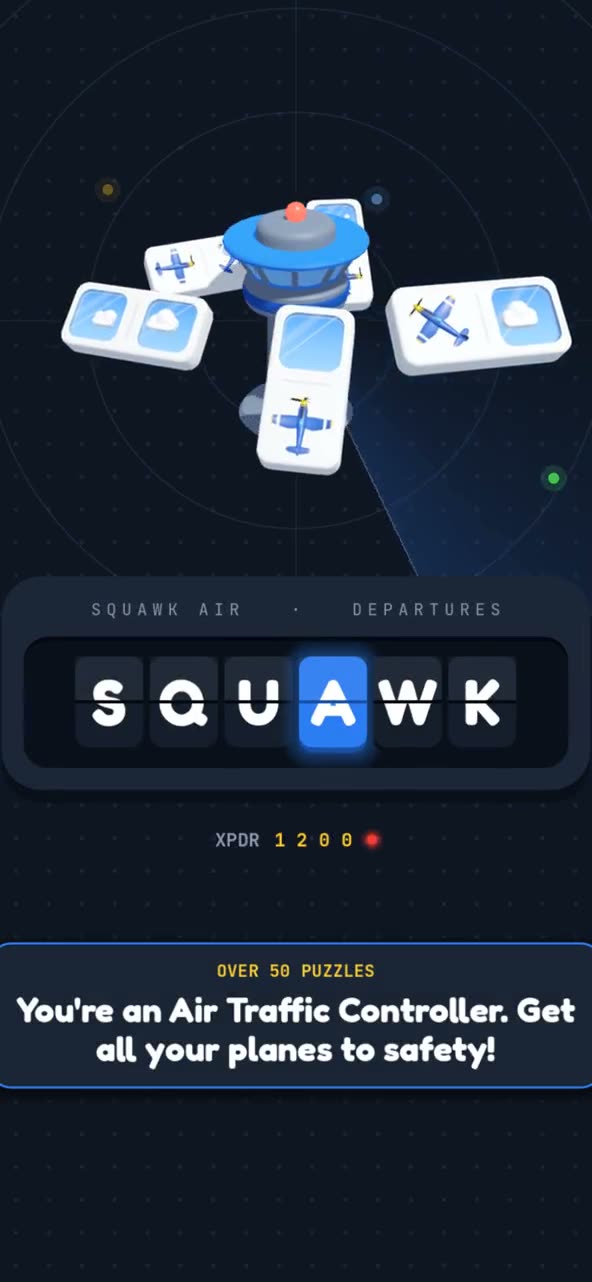 SQUAWK AIR · DEPARTURES
SQUAWK
XPDR 1200
OVER 50 PUZZLES
You're an Air Traffic Controller. Get
all your planes to safety!